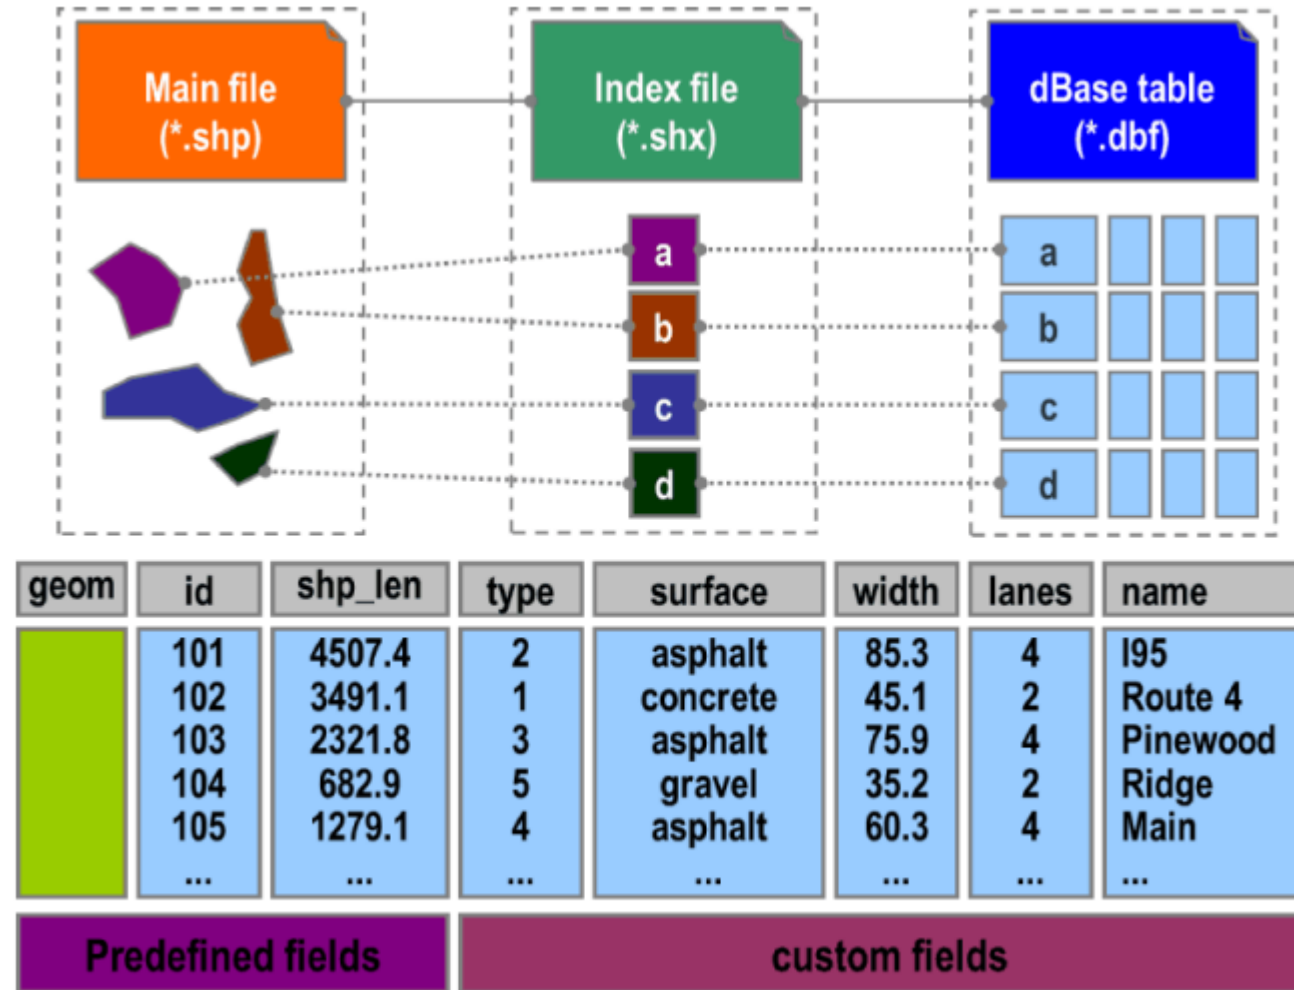 Main file
(*.shp)
Index file
(*.shx)
dBase table
(*.dbf)
a
a
b
b
c
c
d
d
geom id shp_len type surface width lanes name
101 4507.4 2 asphalt 85.3 4 I95
102 3491.1 1 concrete 45.1 2 Route 4
103 2321.8 3 asphalt 75.9 4 Pinewood
104 682.9 5 gravel 35.2 2 Ridge
105 1279.1 4 asphalt 60.3 4 Main
... ... ... ... ... ... ...
Predefined fields custom fields